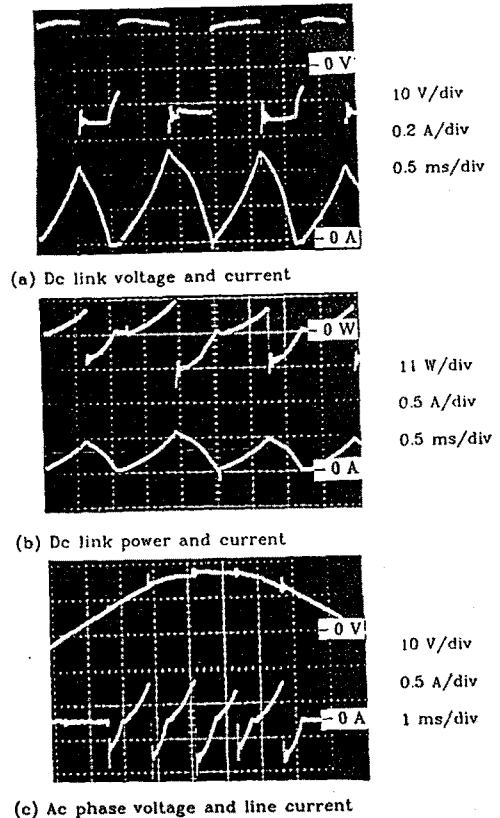 - 0 V
10 V/div
0.2 A/div
0.5 ms/div
- 0 A
(a) Dc link voltage and current
- 0 W
11 W/div
0.5 A/div
0.5 ms/div
- 0 A
(b) Dc link power and current
- 0 V
10 V/div
0.5 A/div
- 0 A
1 ms/div
(c) Ac phase voltage and line current